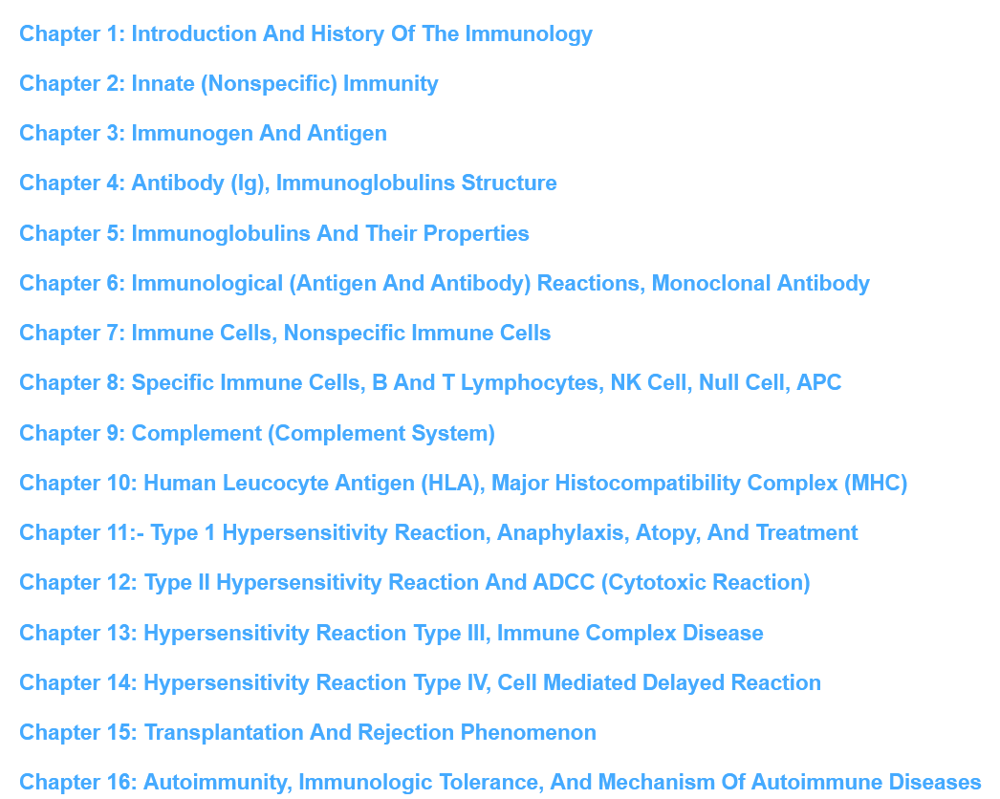 Chapter 1: Introduction And History Of The Immunology
Chapter 2: Innate (Nonspecific) Immunity
Chapter 3: Immunogen And Antigen
Chapter 4: Antibody (Ig), Immunoglobulins Structure
Chapter 5: Immunoglobulins And Their Properties
Chapter 6: Immunological (Antigen And Antibody) Reactions, Monoclonal Antibody
Chapter 7: Immune Cells, Nonspecific Immune Cells
Chapter 8: Specific Immune Cells, B And T Lymphocytes, NK Cell, Null Cell, APC
Chapter 9: Complement (Complement System)
Chapter 10: Human Leucocyte Antigen (HLA), Major Histocompatibility Complex (MHC)
Chapter 11:- Type 1 Hypersensitivity Reaction, Anaphylaxis, Atopy, And Treatment
Chapter 12: Type II Hypersensitivity Reaction And ADCC (Cytotoxic Reaction)
Chapter 13: Hypersensitivity Reaction Type III, Immune Complex Disease
Chapter 14: Hypersensitivity Reaction Type IV, Cell Mediated Delayed Reaction
Chapter 15: Transplantation And Rejection Phenomenon
Chapter 16: Autoimmunity, Immunologic Tolerance, And Mechanism Of Autoimmune Diseases